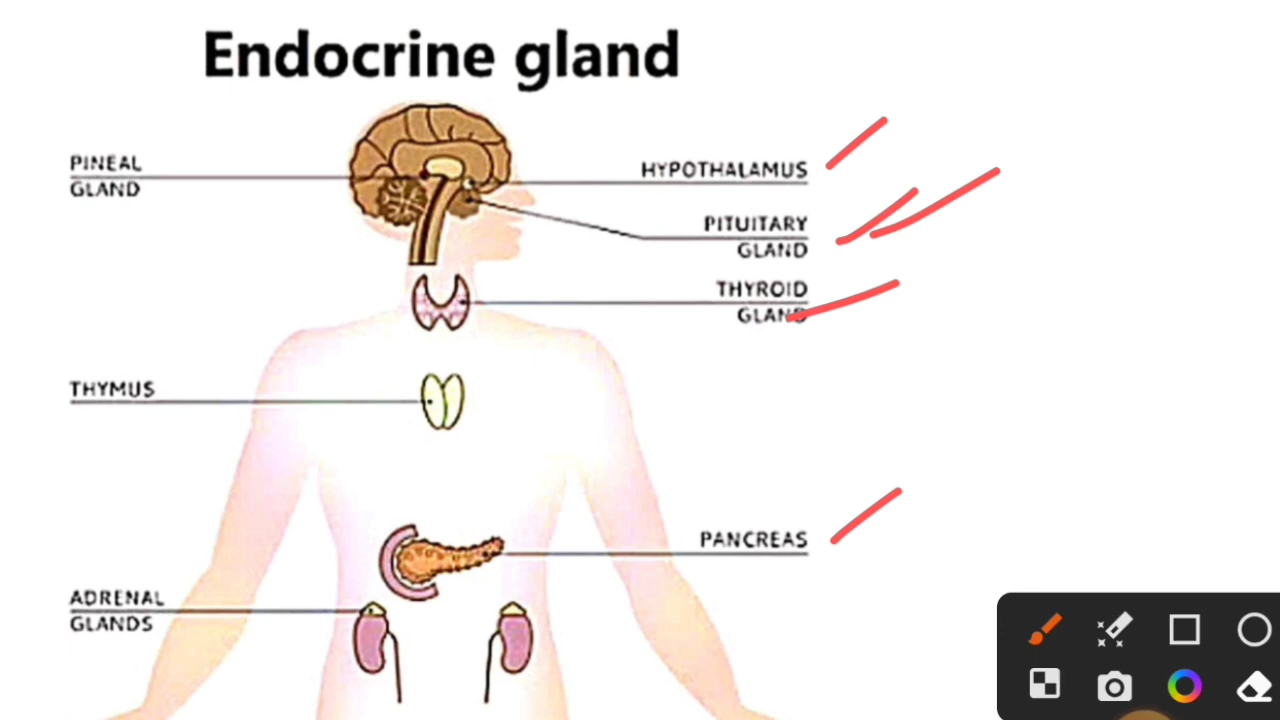 Endocrine gland
PINEAL
GLAND
HYPOTHALAMUS
PITUITARY
GLAND
THYROID
GLAND
THYMUS
PANCREAS
ADRENAL
GLANDS